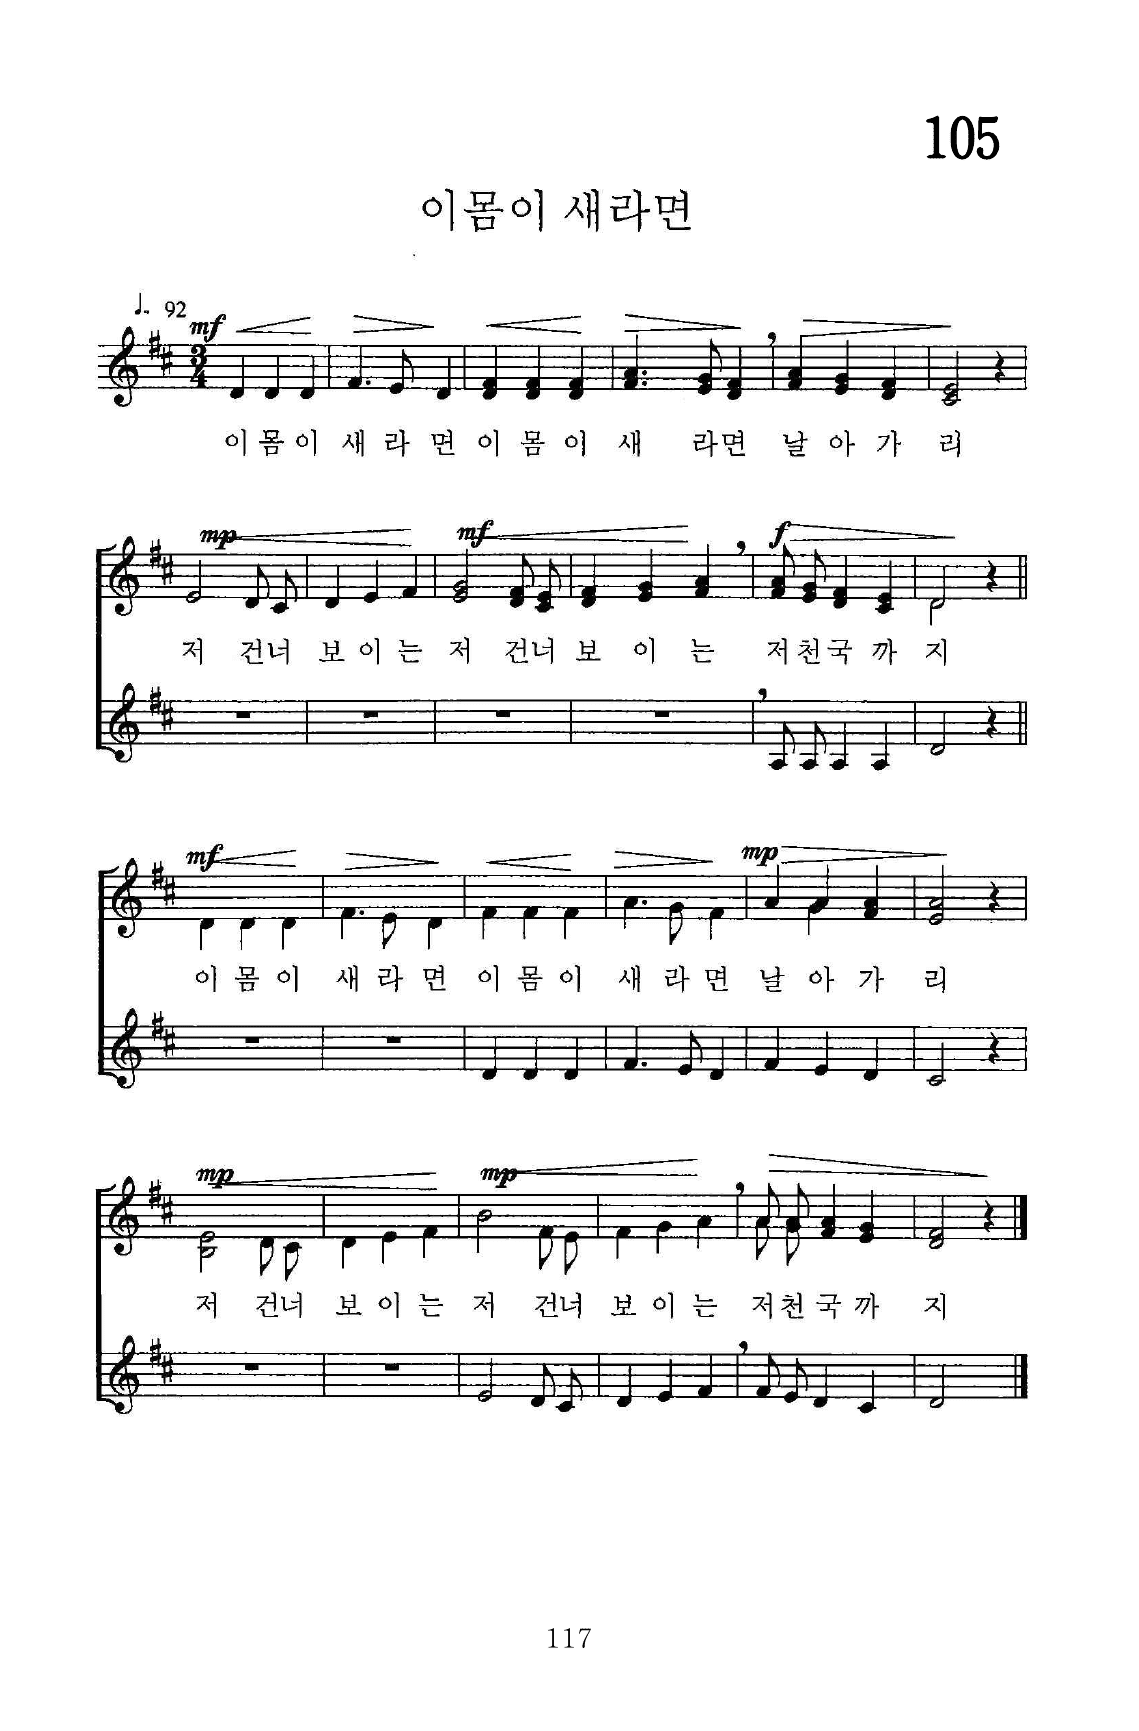 105
이몸이 새라면
♩. 92
mf
이 몸 이 새 라 면 이 몸 이 새 라면 날 아 가 리
mp mf f
저 건너 보 이 는 저 건너 보 이 는 저천국 까 지
mf mp
이 몸 이 새 라 면 이 몸 이 새 라 면 날 아 가 리
mp mp
저 건너 보 이 는 저 건너 보 이 는 저천 국 까 지
117